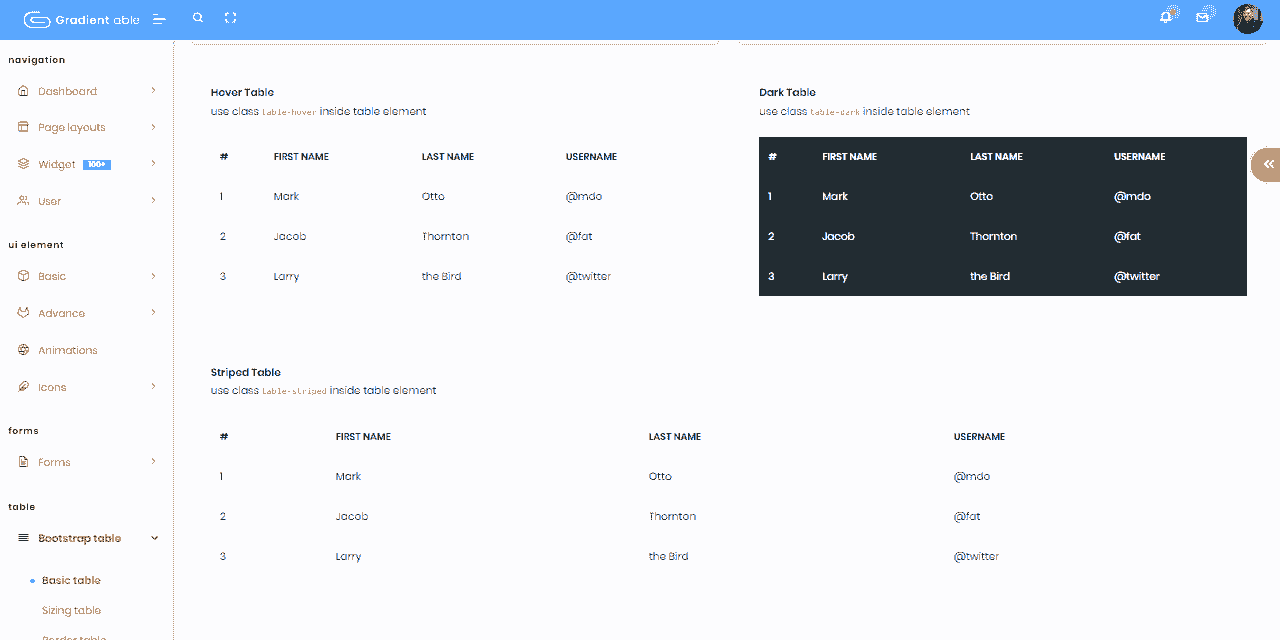 Gradient able
navigation
Dashboard
Page layouts
Widget 100+
User
ui element
Basic
Advance
Animations
Icons
forms
Forms
table
Bootstrap table
Basic table
Sizing table
Border table
Hover Table
use class table-hover inside table element
# FIRST NAME LAST NAME USERNAME
1 Mark Otto @mdo
2 Jacob Thornton @fat
3 Larry the Bird @twitter
Dark Table
use class table-dark inside table element
# FIRST NAME LAST NAME USERNAME
1 Mark Otto @mdo
2 Jacob Thornton @fat
3 Larry the Bird @twitter
Striped Table
use class table-striped inside table element
# FIRST NAME LAST NAME USERNAME
1 Mark Otto @mdo
2 Jacob Thornton @fat
3 Larry the Bird @twitter